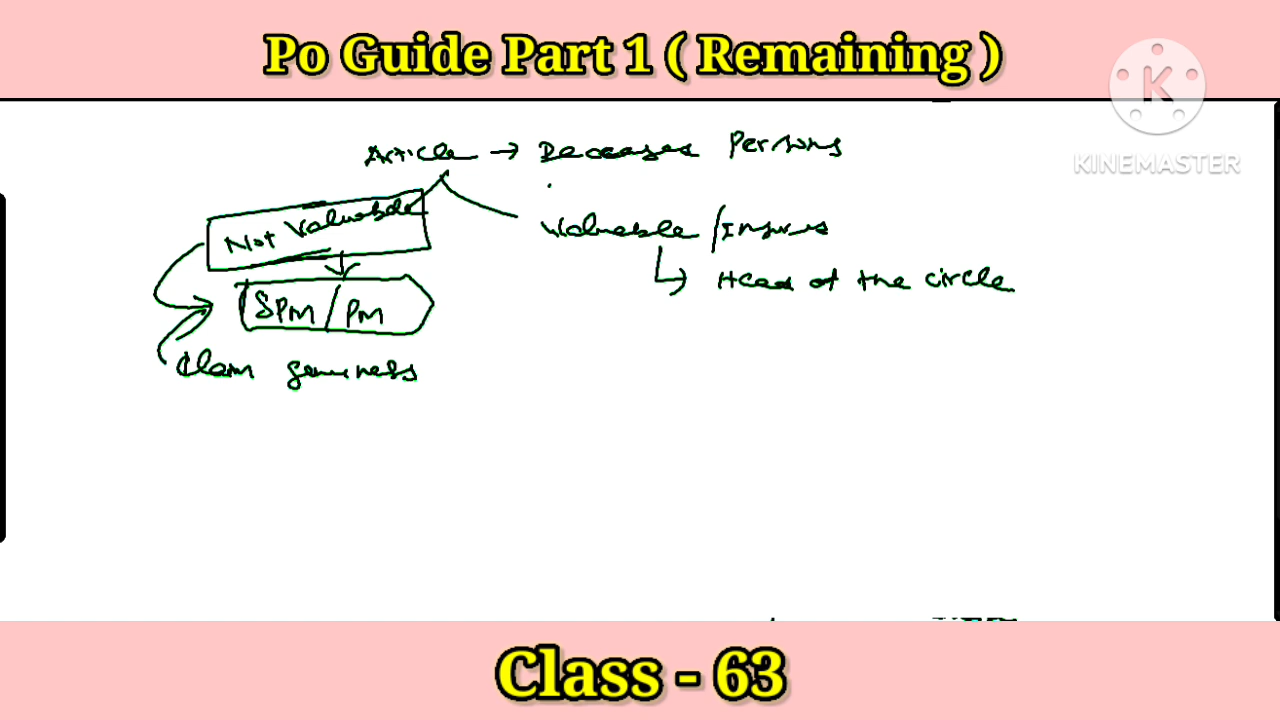 Po Guide Part 1 ( Remaining )
KINEMASTER
Article → Deceased Persons
Not Valuable
Valuable / Insured
Head of the circle
SPM / PM
Claim genuiness
Class - 63